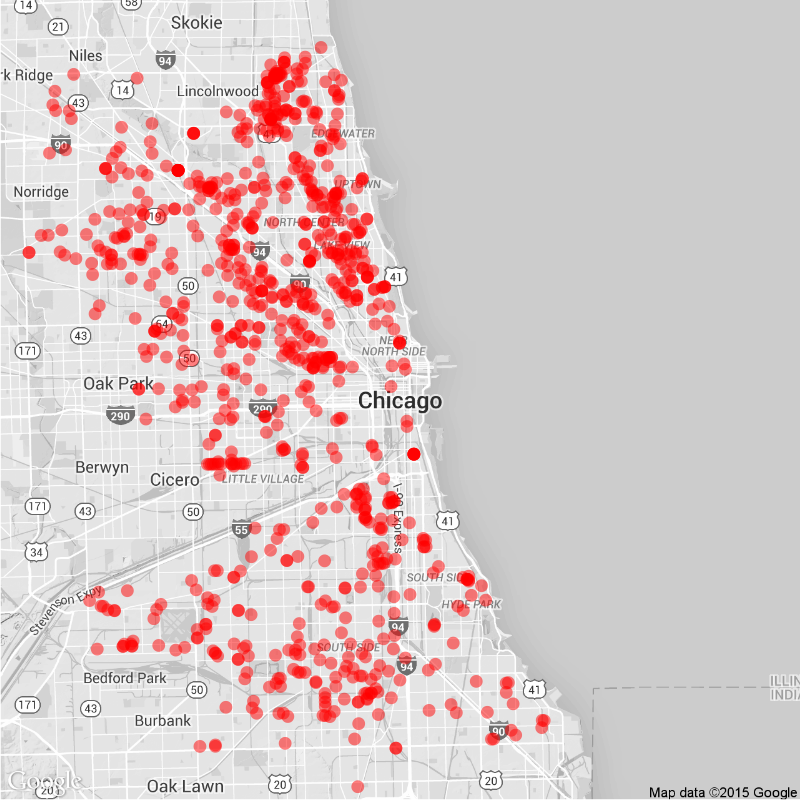 14
58
21
Skokie
Niles
94
rk Ridge
14
Lincolnwood
43
41
EDGEWATER
90
Norridge
UPTOWN
19
NORTH CENTER
LAKE VIEW
94
41
50
90
64
43
NEAR
NORTH SIDE
171
50
Oak Park
290
290
Chicago
Berwyn
Cicero
LITTLE VILLAGE
171
43
50
55
41
I-90 Express
34
SOUTH SIDE
Stevenson Expy
HYDE PARK
94
SOUTH SIDE
94
Bedford Park
50
41
ILLIN
INDIA
171
43
Burbank
90
Google
Oak Lawn
20
20
20
Map data ©2015 Google